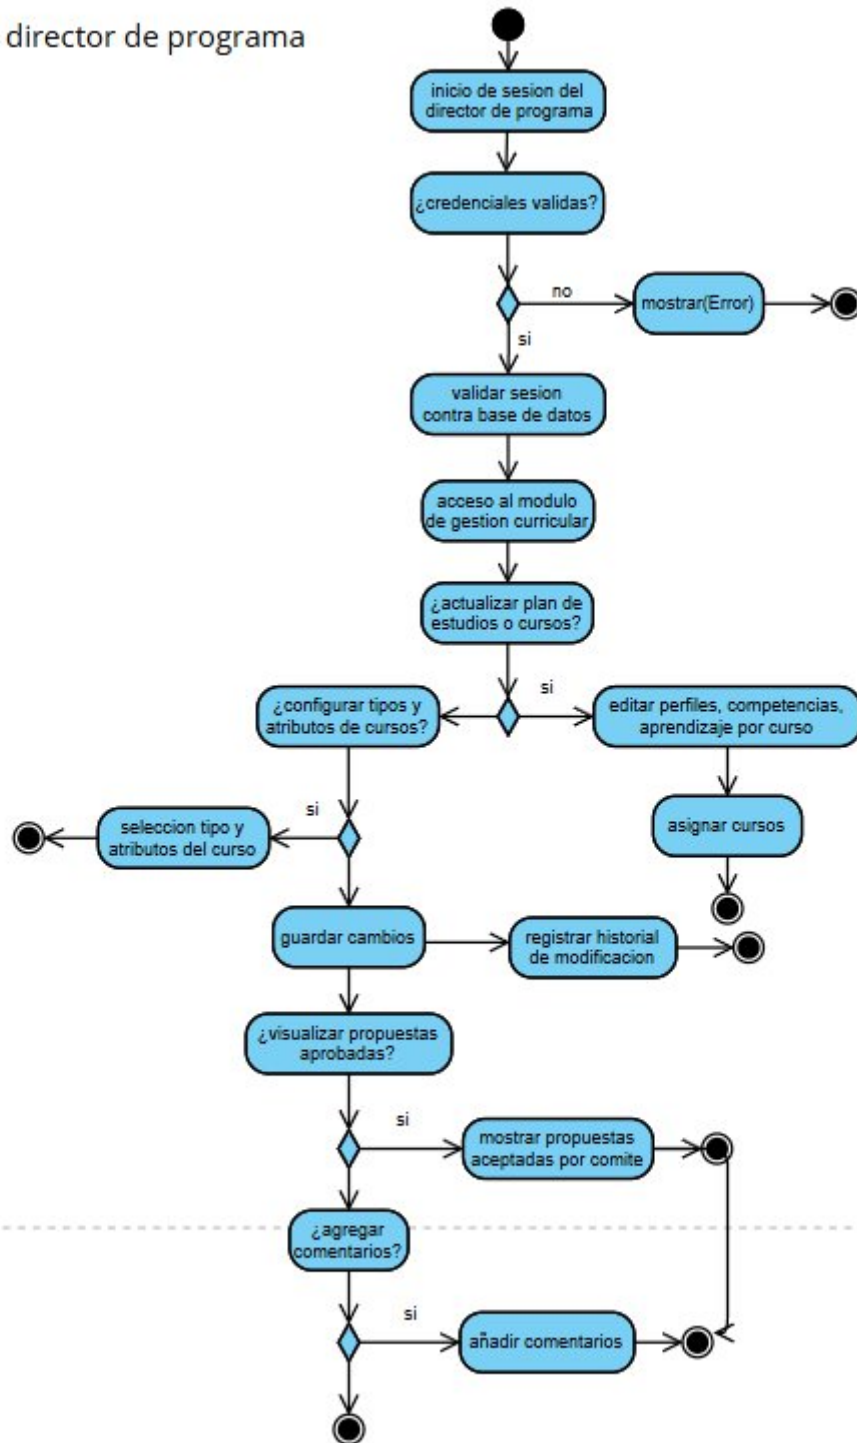 director de programa
inicio de sesion del
director de programa
¿credenciales validas?
no
mostrar(Error)
si
validar sesion
contra base de datos
acceso al modulo
de gestion curricular
¿actualizar plan de
estudios o cursos?
si
¿configurar tipos y
atributos de cursos?
editar perfiles, competencias,
aprendizaje por curso
asignar cursos
si
seleccion tipo y
atributos del curso
guardar cambios
registrar historial
de modificacion
¿visualizar propuestas
aprobadas?
si
mostrar propuestas
aceptadas por comite
¿agregar
comentarios?
si
añadir comentarios